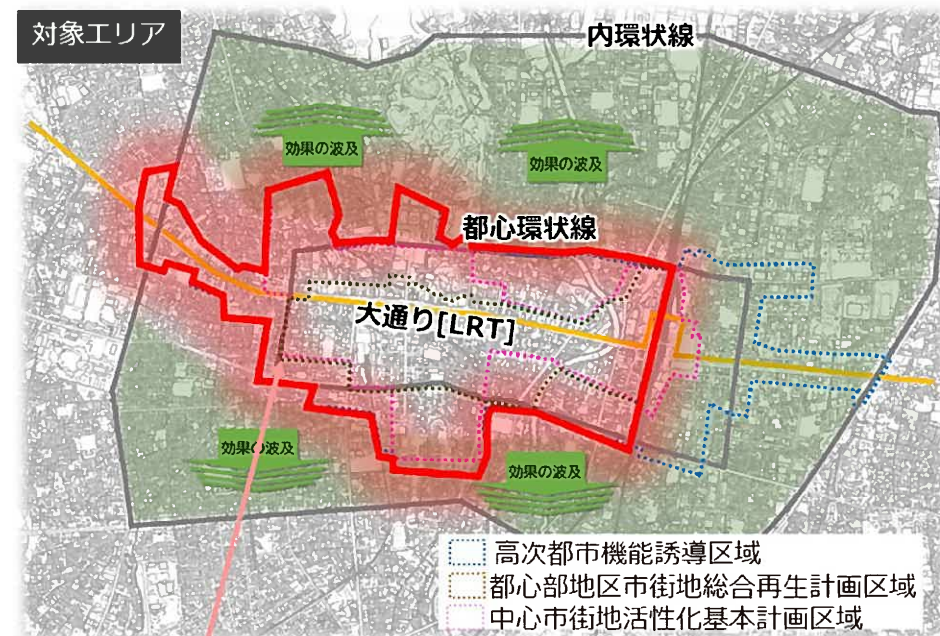 対象エリア
内環状線
効果の波及
効果の波及
都心環状線
大通り[LRT]
効果の波及
効果の波及
高次都市機能誘導区域
都心部地区市街地総合再生計画区域
中心市街地活性化基本計画区域